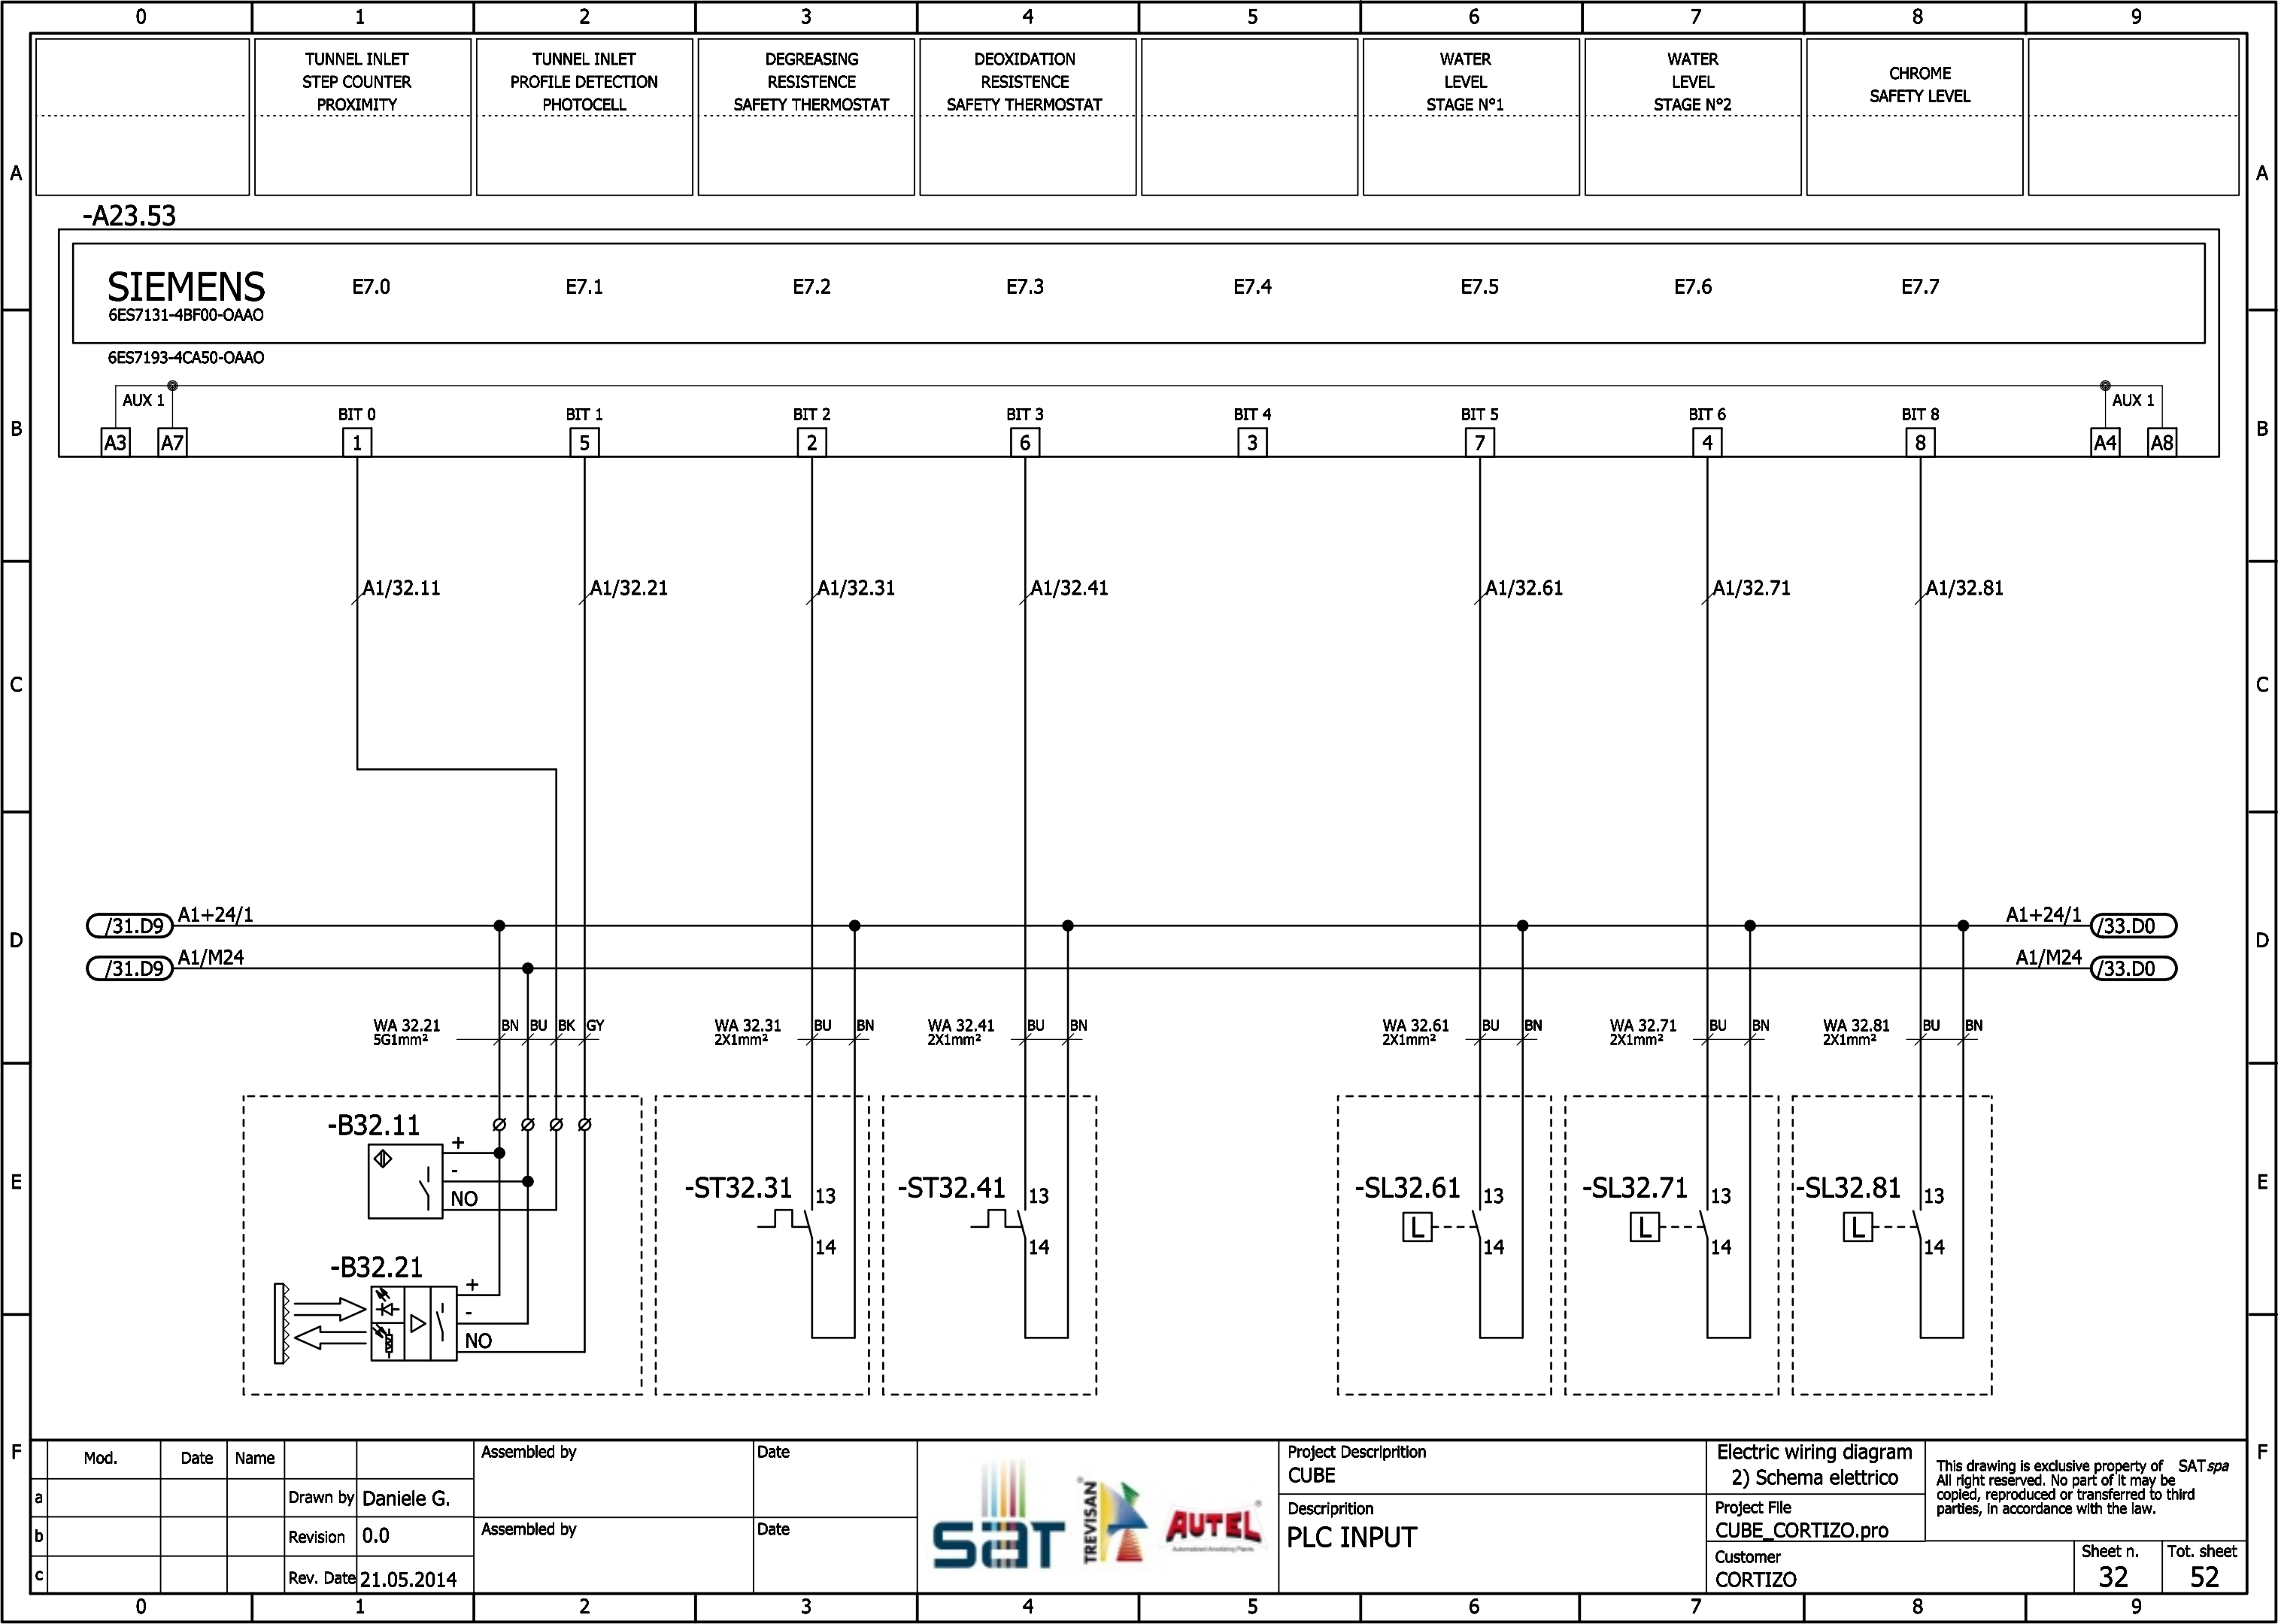 0 1 2 3 4 5 6 7 8 9
TUNNEL INLET
STEP COUNTER
PROXIMITY
TUNNEL INLET
PROFILE DETECTION
PHOTOCELL
DEGREASING
RESISTENCE
SAFETY THERMOSTAT
DEOXIDATION
RESISTENCE
SAFETY THERMOSTAT
WATER
LEVEL
STAGE N°1
WATER
LEVEL
STAGE N°2
CHROME
SAFETY LEVEL
A A
-A23.53
SIEMENS E7.0 E7.1 E7.2 E7.3 E7.4 E7.5 E7.6 E7.7
6ES7131-4BF00-OAAO
6ES7193-4CA50-OAAO
AUX 1 AUX 1
B BIT 0 BIT 1 BIT 2 BIT 3 BIT 4 BIT 5 BIT 6 BIT 8 B
A3 A7 1 5 2 6 3 7 4 8 A4 A8
A1/32.11 A1/32.21 A1/32.31 A1/32.41 A1/32.61 A1/32.71 A1/32.81
C C
/31.D9 A1+24/1 A1+24/1 /33.D0
D D
/31.D9 A1/M24 A1/M24 /33.D0
WA 32.21 BN BU BK GY WA 32.31 BU BN WA 32.41 BU BN WA 32.61 BU BN WA 32.71 BU BN WA 32.81 BU BN
5G1mm² 2X1mm² 2X1mm² 2X1mm² 2X1mm² 2X1mm²
-B32.11
+
-
NO
E E
-ST32.31 13 -ST32.41 13 -SL32.61 13 -SL32.71 13 -SL32.81 13
L L L
14 14 14 14 14
-B32.21
+
-
NO
F F
Mod. Date Name
a Drawn by Daniele G.
b Revision 0.0
c Rev. Date 21.05.2014
Assembled by Date
Assembled by Date
SAT
TREVISAN
®
AUTEL
®
Project Descriprition
CUBE
Descriprition
PLC INPUT
Electric wiring diagram
2) Schema elettrico
Project File
CUBE_CORTIZO.pro
Customer
CORTIZO
This drawing is exclusive property of SAT spa
All right reserved. No part of it may be
copied, reproduced or transferred to third
parties, in accordance with the law.
Sheet n. Tot. sheet
32 52
0 1 2 3 4 5 6 7 8 9